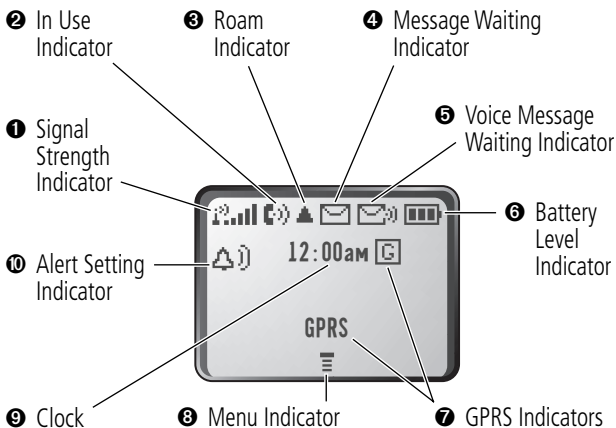 ❷ In Use
Indicator
❸ Roam
Indicator
❹ Message Waiting
Indicator
❶ Signal
Strength
Indicator
❺ Voice Message
Waiting Indicator
❻ Battery
Level
Indicator
❿ Alert Setting
Indicator
12:00AM G
GPRS
❾ Clock
❽ Menu Indicator
❼ GPRS Indicators